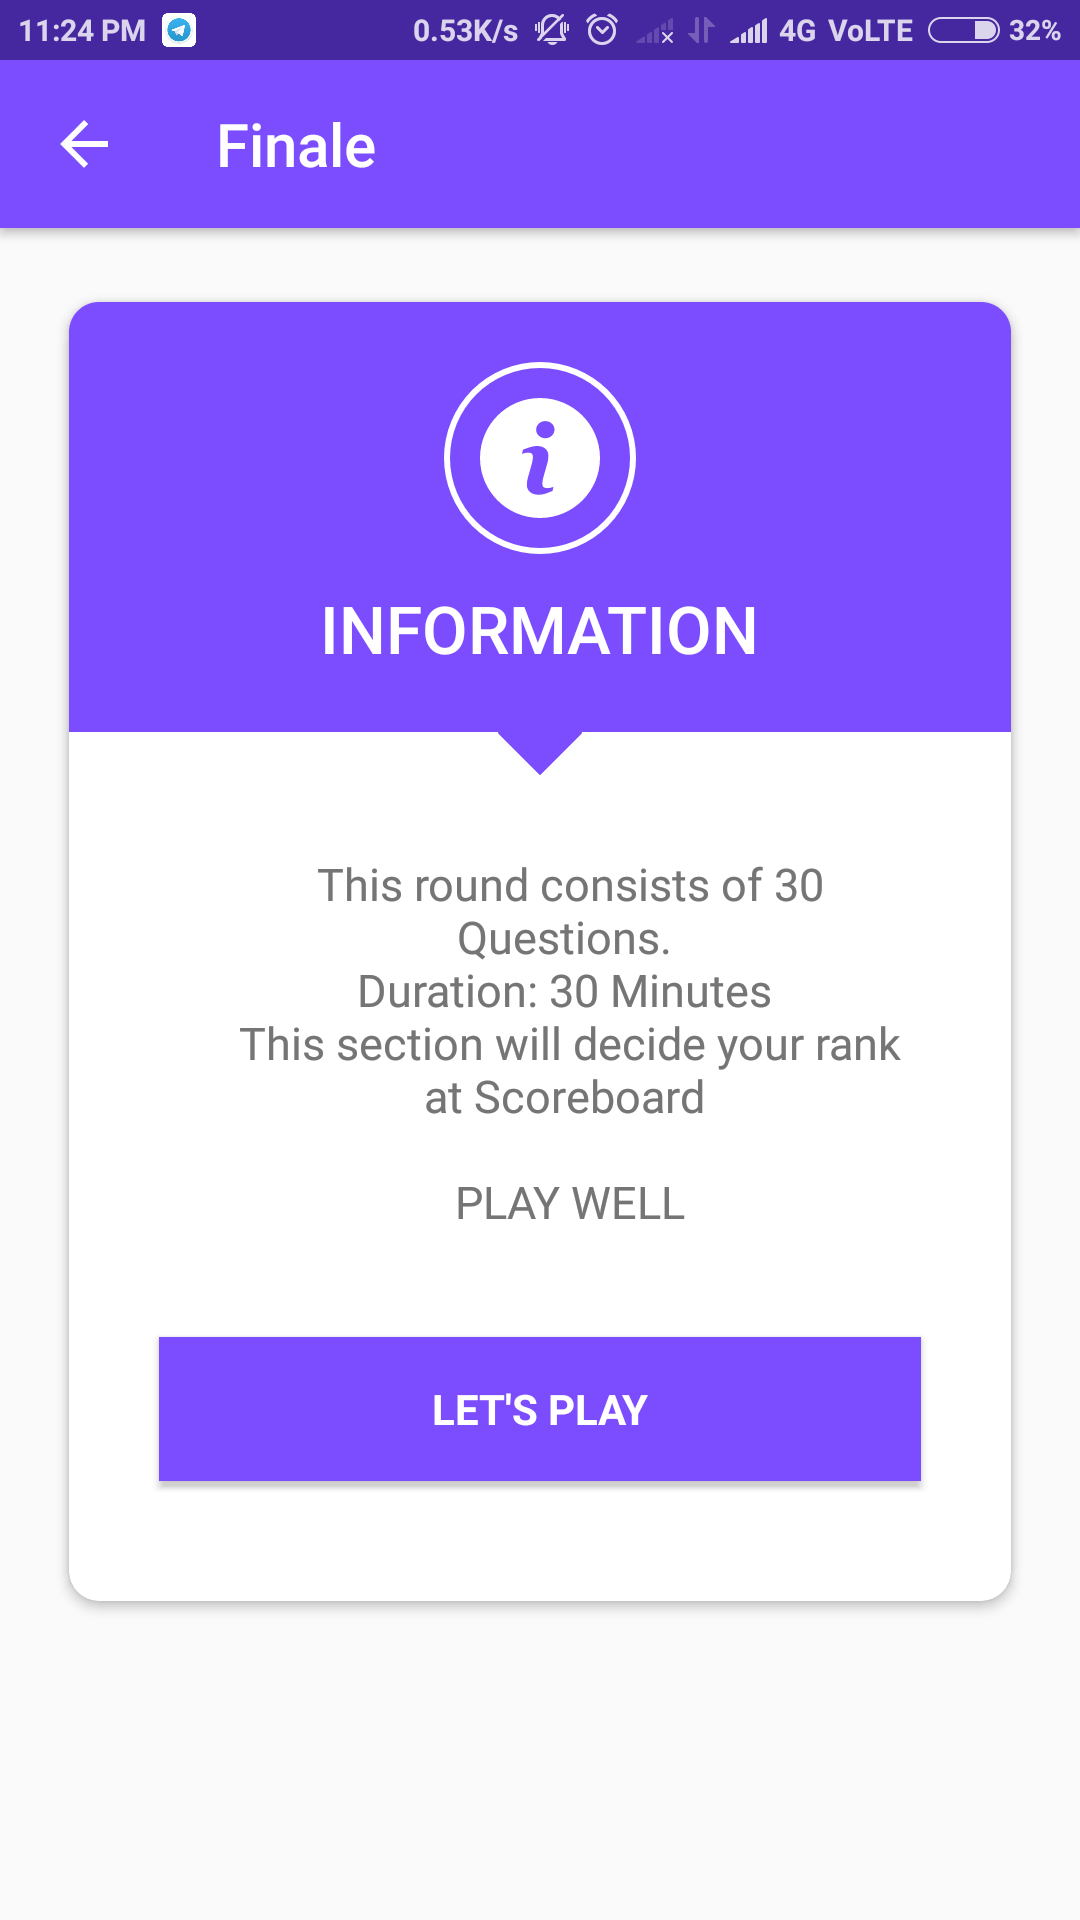 11:24 PM 0.53K/s 4G VoLTE 32%
Finale
i
INFORMATION
This round consists of 30
Questions.
Duration: 30 Minutes
This section will decide your rank
at Scoreboard
PLAY WELL
LET'S PLAY